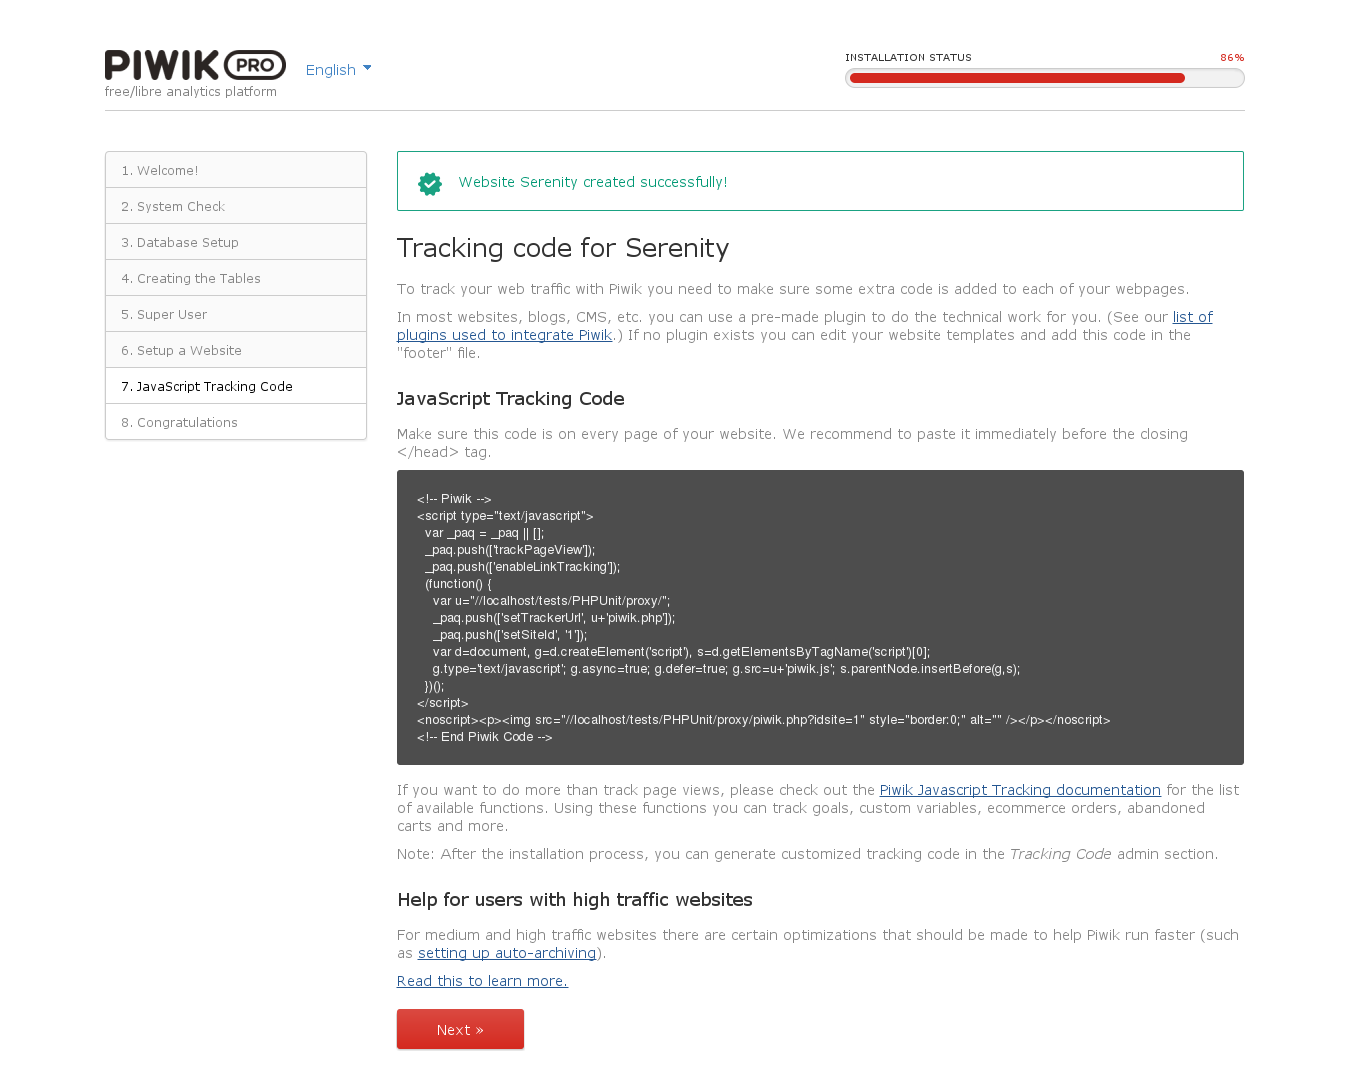 PIWIK PRO
free/libre analytics platform
English
INSTALLATION STATUS 86%
1. Welcome!
2. System Check
3. Database Setup
4. Creating the Tables
5. Super User
6. Setup a Website
7. JavaScript Tracking Code
8. Congratulations
Website Serenity created successfully!
Tracking code for Serenity
To track your web traffic with Piwik you need to make sure some extra code is added to each of your webpages.
In most websites, blogs, CMS, etc. you can use a pre-made plugin to do the technical work for you. (See our list of
plugins used to integrate Piwik.) If no plugin exists you can edit your website templates and add this code in the
"footer" file.
JavaScript Tracking Code
Make sure this code is on every page of your website. We recommend to paste it immediately before the closing
</head> tag.
<!-- Piwik -->
<script type="text/javascript">
  var _paq = _paq || [];
  _paq.push(['trackPageView']);
  _paq.push(['enableLinkTracking']);
  (function() {
    var u="//localhost/tests/PHPUnit/proxy/";
    _paq.push(['setTrackerUrl', u+'piwik.php']);
    _paq.push(['setSiteId', '1']);
    var d=document, g=d.createElement('script'), s=d.getElementsByTagName('script')[0];
    g.type='text/javascript'; g.async=true; g.defer=true; g.src=u+'piwik.js'; s.parentNode.insertBefore(g,s);
  })();
</script>
<noscript><p><img src="//localhost/tests/PHPUnit/proxy/piwik.php?idsite=1" style="border:0;" alt="" /></p></noscript>
<!-- End Piwik Code -->
If you want to do more than track page views, please check out the Piwik Javascript Tracking documentation for the list
of available functions. Using these functions you can track goals, custom variables, ecommerce orders, abandoned
carts and more.
Note: After the installation process, you can generate customized tracking code in the Tracking Code admin section.
Help for users with high traffic websites
For medium and high traffic websites there are certain optimizations that should be made to help Piwik run faster (such
as setting up auto-archiving).
Read this to learn more.
Next »